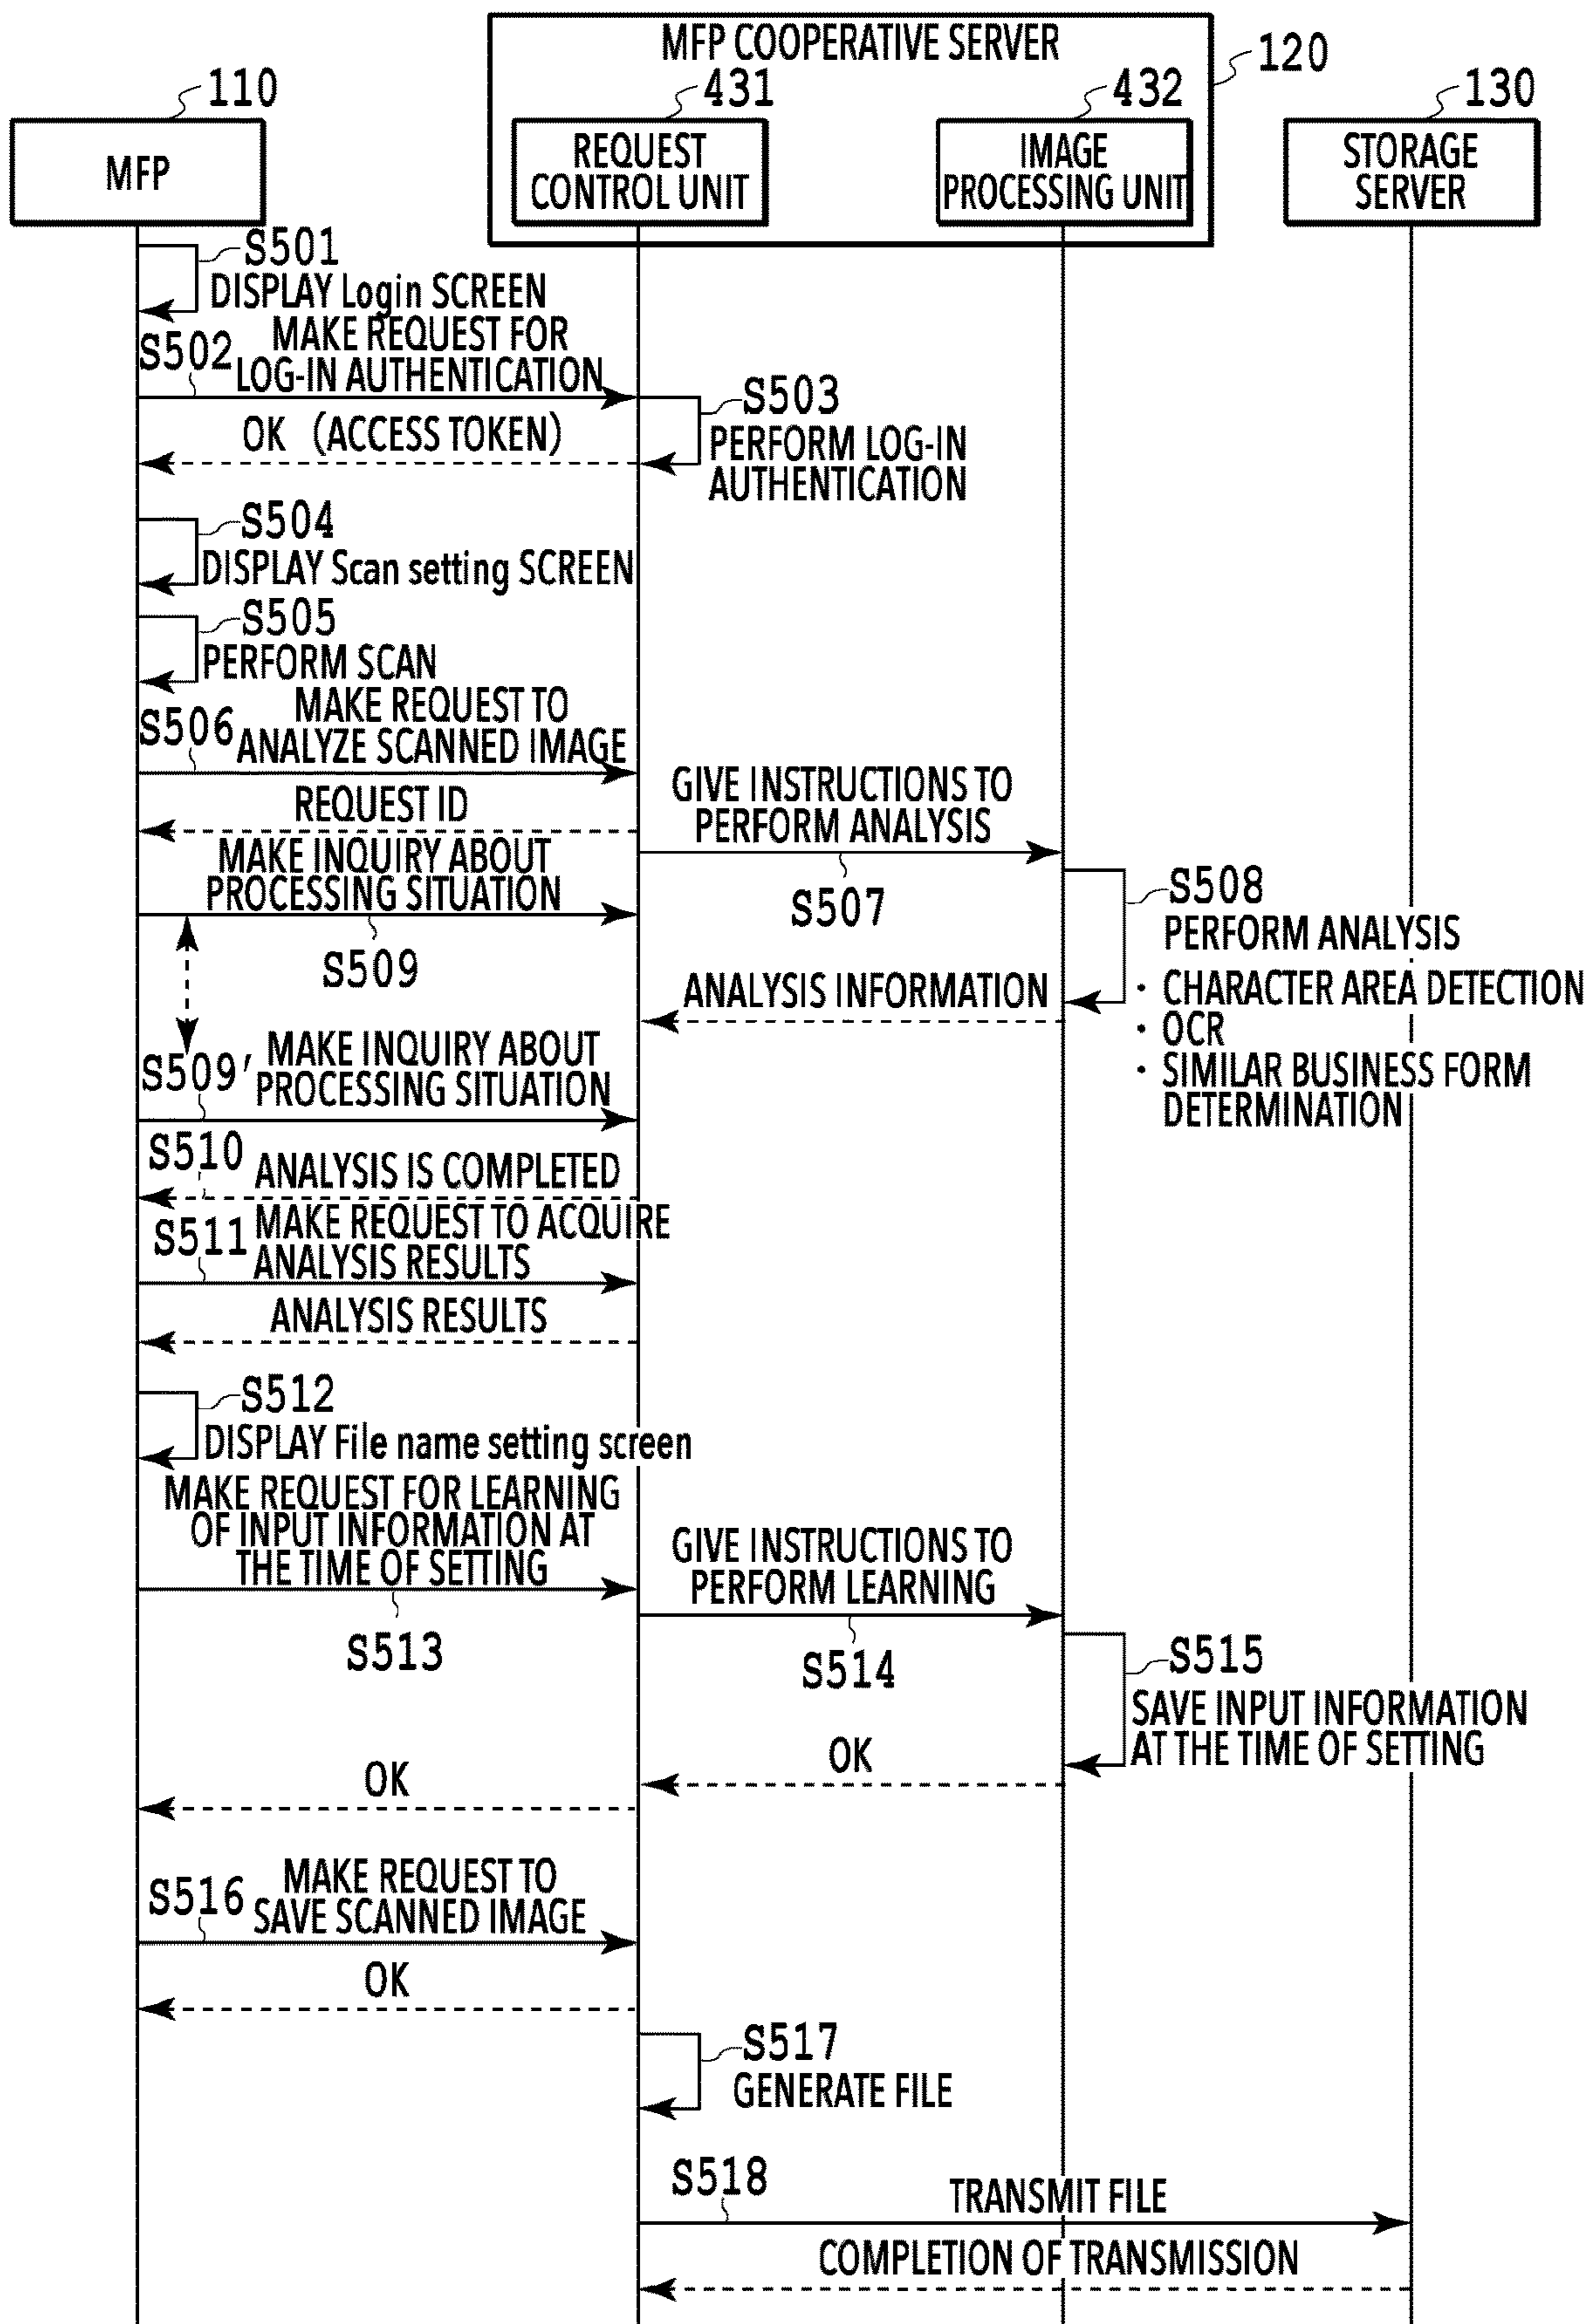 MFP COOPERATIVE SERVER
120
110
431
432
130
MFP
REQUEST
CONTROL UNIT
IMAGE
PROCESSING UNIT
STORAGE
SERVER
S501
DISPLAY Login SCREEN
S502
MAKE REQUEST FOR
LOG-IN AUTHENTICATION
S503
PERFORM LOG-IN
AUTHENTICATION
OK (ACCESS TOKEN)
S504
DISPLAY Scan setting SCREEN
S505
PERFORM SCAN
S506
MAKE REQUEST TO
ANALYZE SCANNED IMAGE
REQUEST ID
GIVE INSTRUCTIONS TO
PERFORM ANALYSIS
S507
MAKE INQUIRY ABOUT
PROCESSING SITUATION
S509
S508
PERFORM ANALYSIS
・ CHARACTER AREA DETECTION
・ OCR
・ SIMILAR BUSINESS FORM
DETERMINATION
ANALYSIS INFORMATION
S509'
MAKE INQUIRY ABOUT
PROCESSING SITUATION
S510
ANALYSIS IS COMPLETED
S511
MAKE REQUEST TO ACQUIRE
ANALYSIS RESULTS
ANALYSIS RESULTS
S512
DISPLAY File name setting screen
MAKE REQUEST FOR LEARNING
OF INPUT INFORMATION AT
THE TIME OF SETTING
S513
GIVE INSTRUCTIONS TO
PERFORM LEARNING
S514
S515
SAVE INPUT INFORMATION
AT THE TIME OF SETTING
OK
OK
S516
MAKE REQUEST TO
SAVE SCANNED IMAGE
OK
S517
GENERATE FILE
S518
TRANSMIT FILE
COMPLETION OF TRANSMISSION